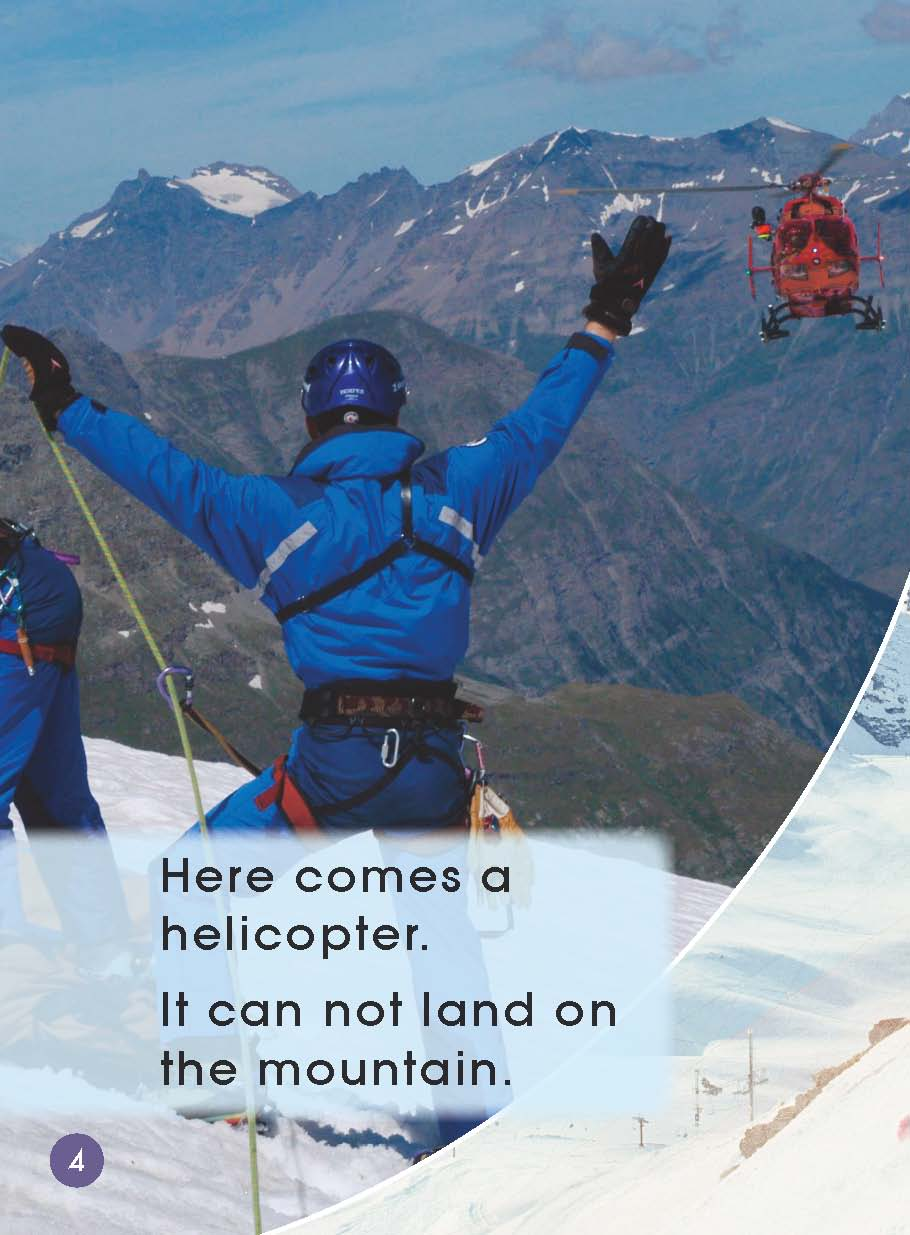 Here comes a
helicopter.
It can not land on
the mountain.
4